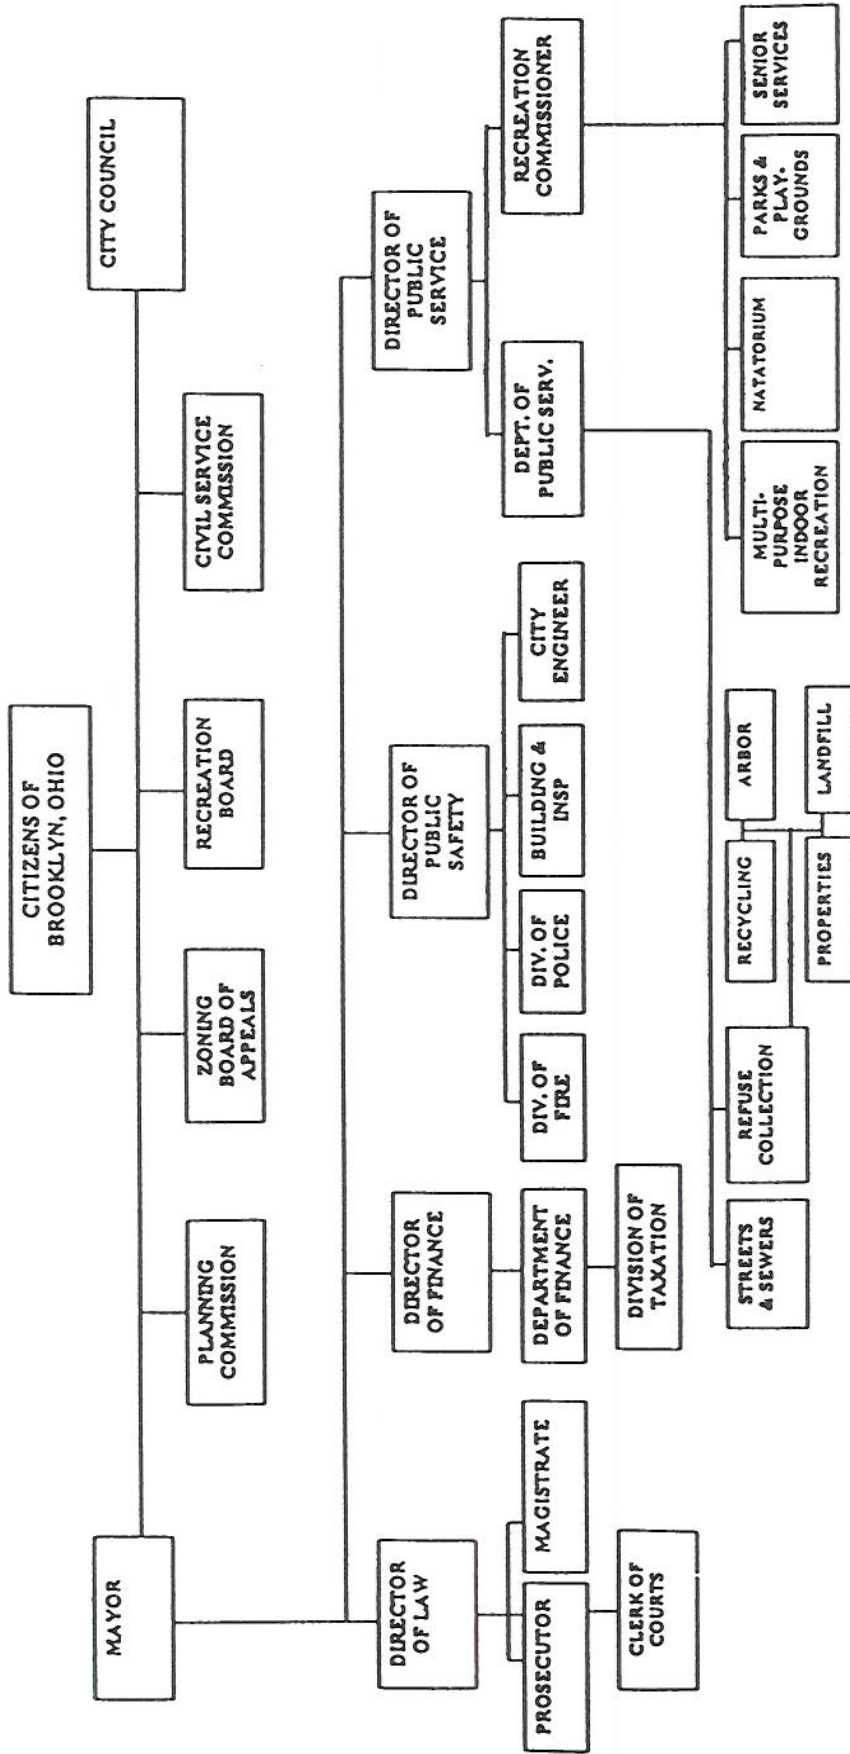 CITIZENS OF
BROOKLYN, OHIO
MAYOR
CITY COUNCIL
PLANNING
COMMISSION
ZONING
BOARD OF
APPEALS
RECREATION
BOARD
CIVIL SERVICE
COMMISSION
DIRECTOR
OF LAW
DIRECTOR
OF FINANCE
DIRECTOR OF
PUBLIC
SAFETY
DIRECTOR OF
PUBLIC
SERVICE
PROSECUTOR
MAGISTRATE
DEPARTMENT
OF FINANCE
DIV. OF
FIRE
DIV. OF
POLICE
BUILDING &
INSP
CITY
ENGINEER
DEPT. OF
PUBLIC SERV.
RECREATION
COMMISSIONER
CLERK OF
COURTS
DIVISION OF
TAXATION
STREETS
& SEWERS
REFUSE
COLLECTION
RECYCLING
ARBOR
PROPERTIES
LANDFILL
MULTI-
PURPOSE
INDOOR
RECREATION
NATATORIUM
PARKS &
PLAY-
GROUNDS
SENIOR
SERVICES